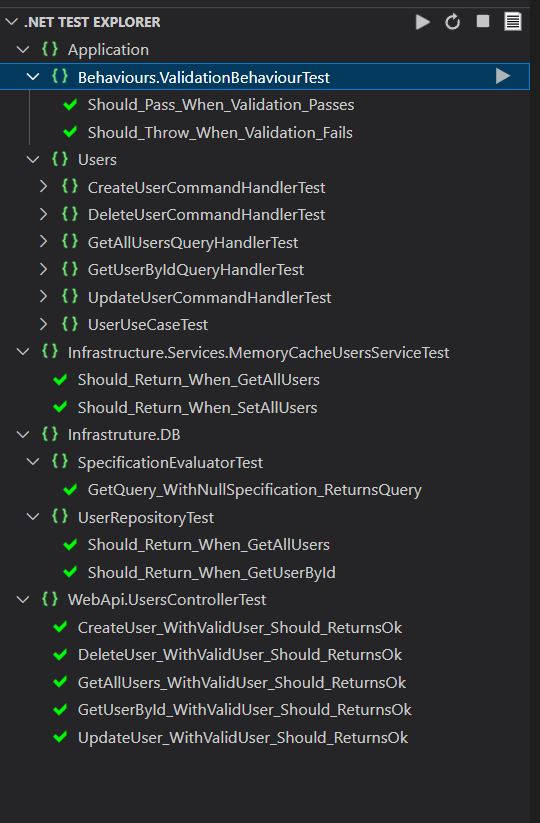 .NET TEST EXPLORER
{} Application
{} Behaviours.ValidationBehaviourTest
Should_Pass_When_Validation_Passes
Should_Throw_When_Validation_Fails
{} Users
{} CreateUserCommandHandlerTest
{} DeleteUserCommandHandlerTest
{} GetAllUsersQueryHandlerTest
{} GetUserByIdQueryHandlerTest
{} UpdateUserCommandHandlerTest
{} UserUseCaseTest
{} Infrastructure.Services.MemoryCacheUsersServiceTest
Should_Return_When_GetAllUsers
Should_Return_When_SetAllUsers
{} Infrastruture.DB
{} SpecificationEvaluatorTest
GetQuery_WithNullSpecification_ReturnsQuery
{} UserRepositoryTest
Should_Return_When_GetAllUsers
Should_Return_When_GetUserById
{} WebApi.UsersControllerTest
CreateUser_WithValidUser_Should_ReturnsOk
DeleteUser_WithValidUser_Should_ReturnsOk
GetAllUsers_WithValidUser_Should_ReturnsOk
GetUserById_WithValidUser_Should_ReturnsOk
UpdateUser_WithValidUser_Should_ReturnsOk